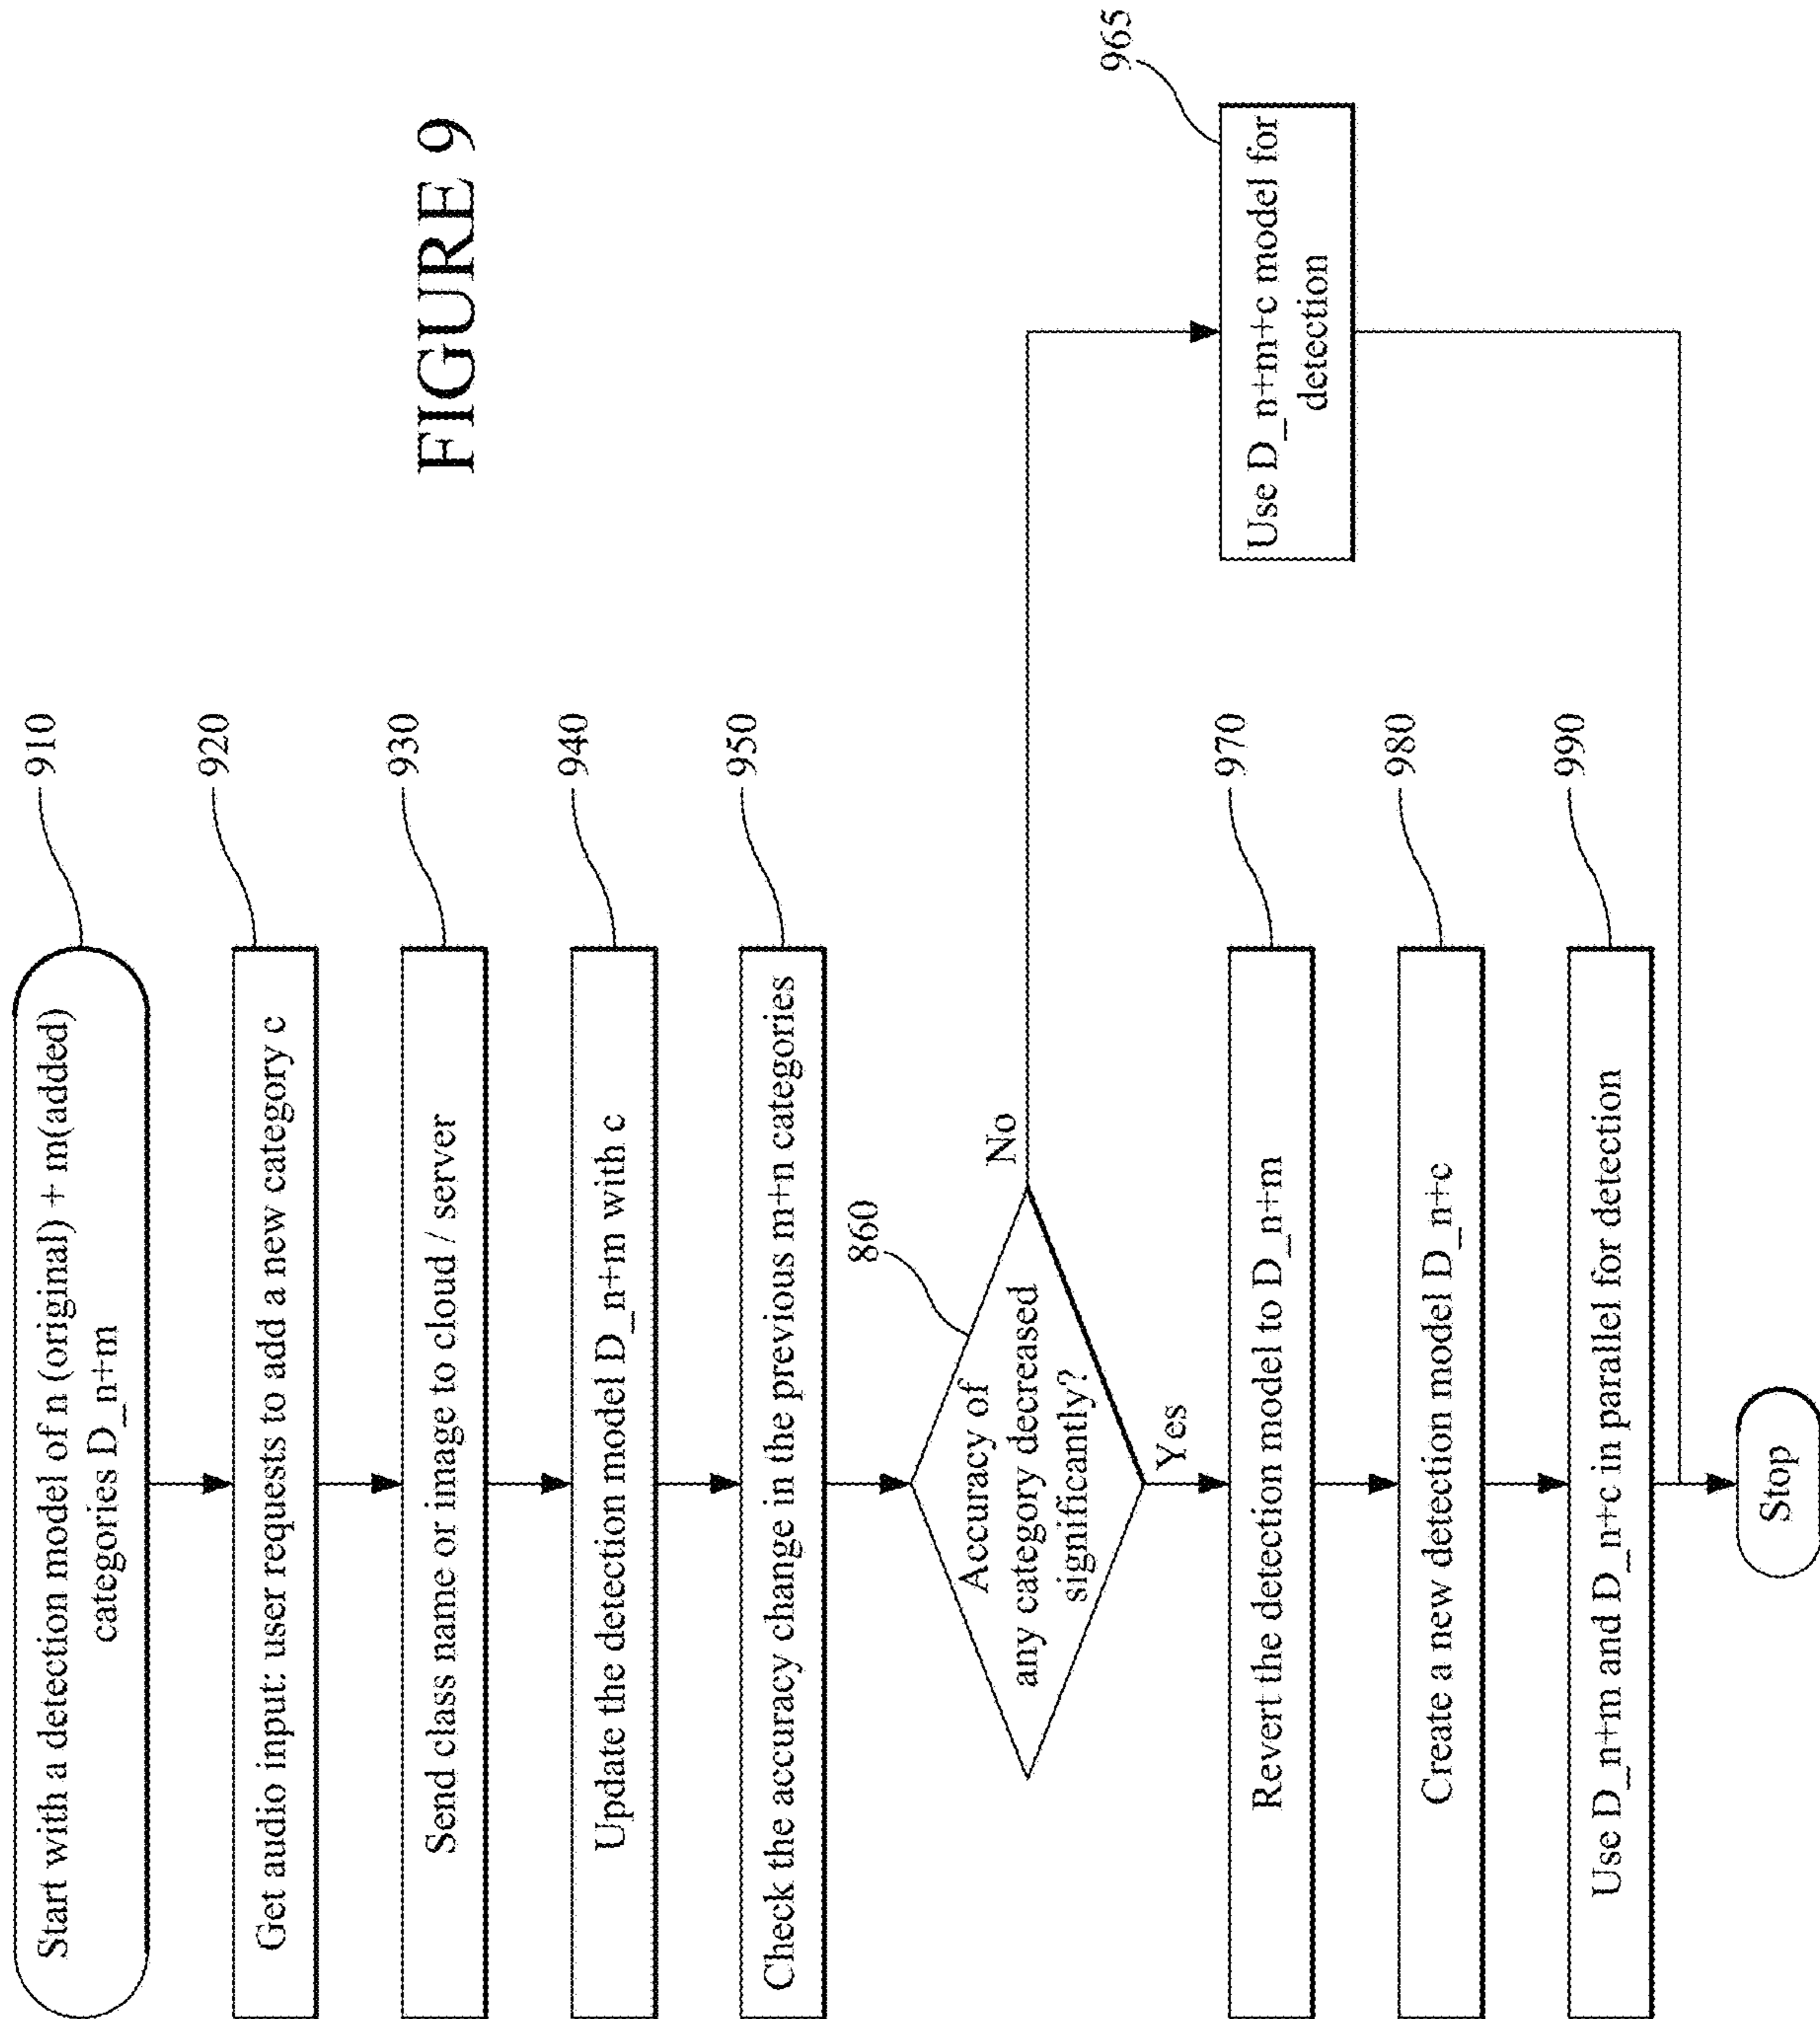 Start with a detection model of n (original) + m(added)
categories D_n+m
910
Get audio input: user requests to add a new category c
920
Send class name or image to cloud / server
930
Update the detection model D_n+m with c
940
Check the accuracy change in the previous m+n categories
950
Accuracy of
any category decreased
significantly?
860
No
Yes
Use D_n+m+c model for
detection
965
Revert the detection model to D_n+m
970
Create a new detection model D_n+c
980
Use D_n+m and D_n+c in parallel for detection
990
Stop
FIGURE 9